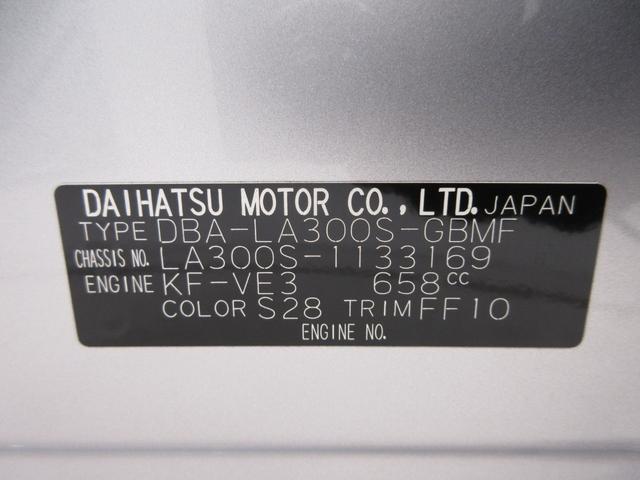 DAIHATSU MOTOR CO., LTD. JAPAN
TYPE DBA-LA300S-GBMF
CHASSIS NO. LA300S-1133169
ENGINE KF-VE3 658cc
COLOR S28 TRIM FF10
ENGINE NO.